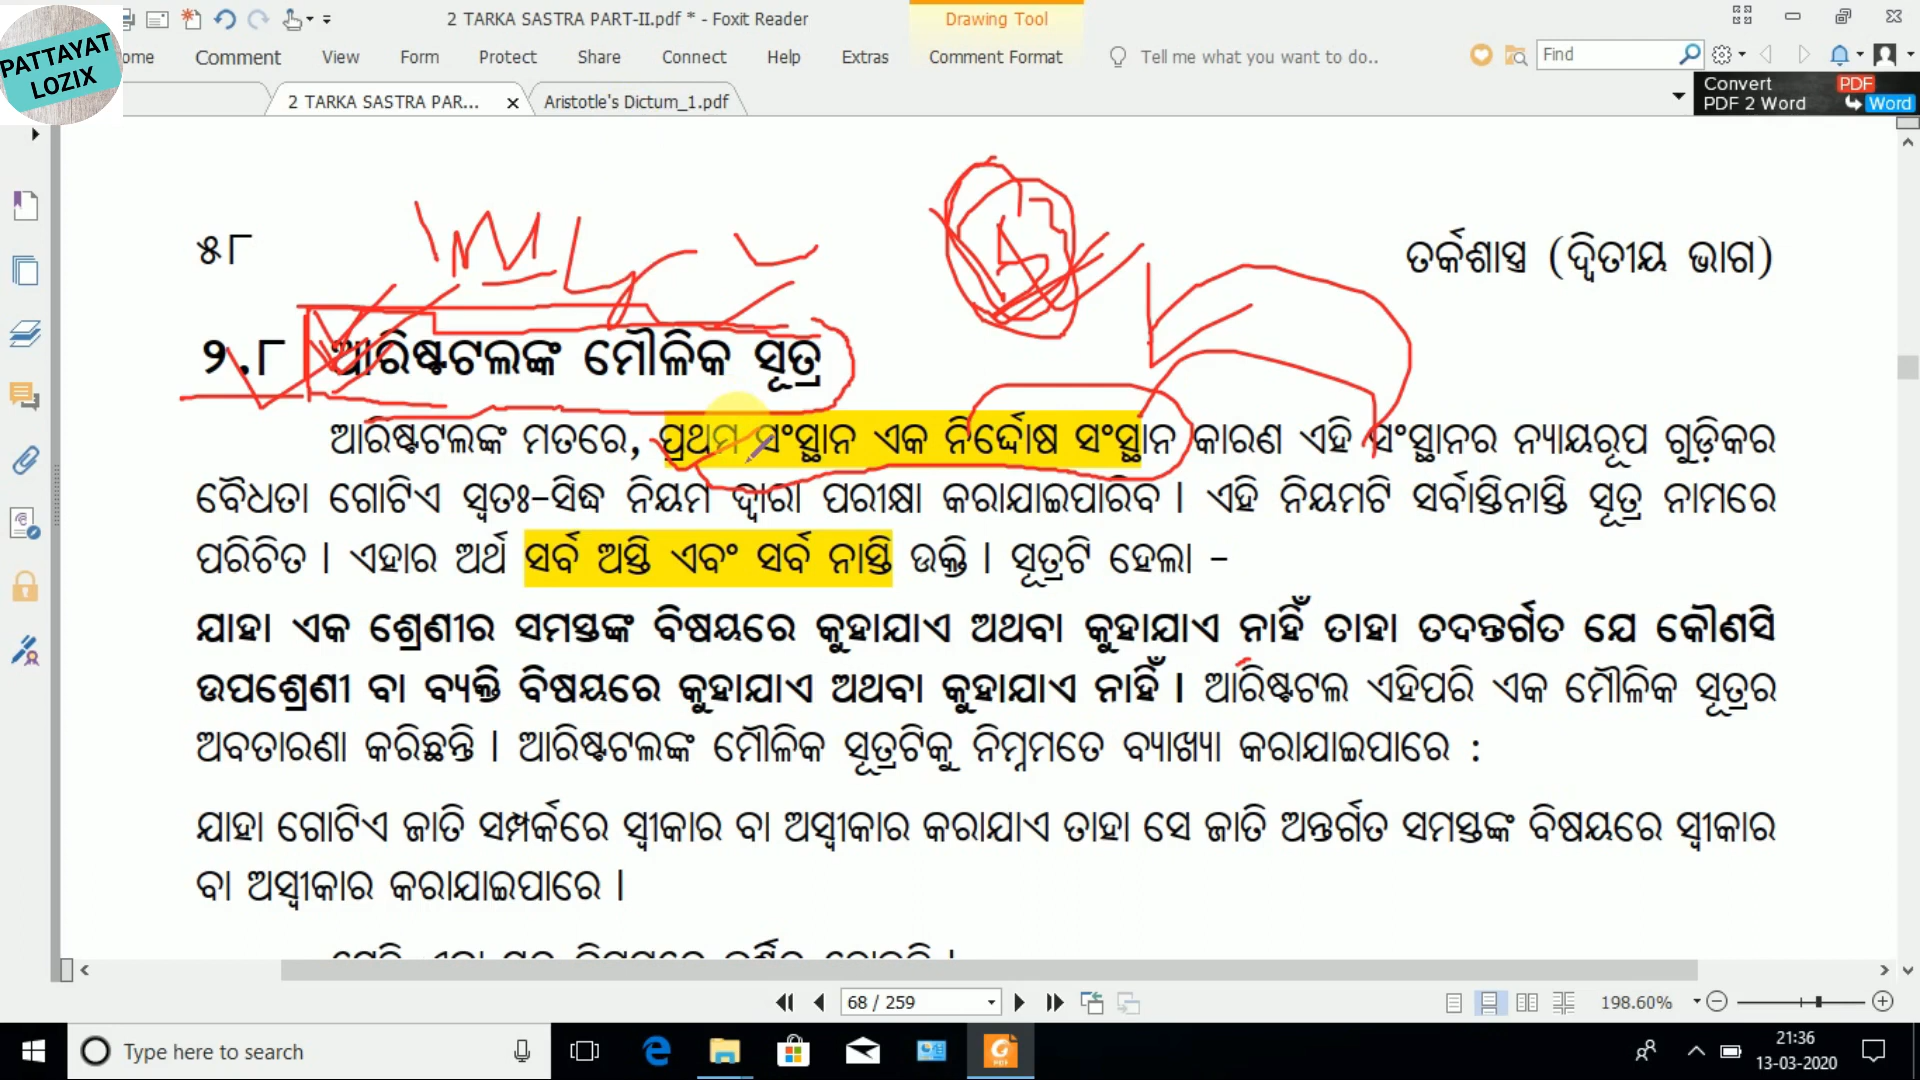 2 TARKA SASTRA PART-II.pdf * - Foxit Reader
Drawing Tool
PATTAYAT
LOZIX
ome Comment View Form Protect Share Connect Help Extras Comment Format Tell me what you want to do.. Find
2 TARKA SASTRA PAR... Aristotle's Dictum_1.pdf
Convert PDF
PDF 2 Word Word
୫୮ ତର୍କଶାସ୍ତ୍ର (ଦ୍ୱିତୀୟ ଭାଗ)
୨.୮ ଆରିଷ୍ଟଟଲଙ୍କ ମୌଳିକ ସୂତ୍ର
ଆରିଷ୍ଟଟଲଙ୍କ ମତରେ, ପ୍ରଥମ ସଂସ୍ଥାନ ଏକ ନିର୍ଦ୍ଦୋଷ ସଂସ୍ଥାନ କାରଣ ଏହି ସଂସ୍ଥାନର ନ୍ୟାୟରୂପ ଗୁଡ଼ିକର
ବୈଧତା ଗୋଟିଏ ସ୍ୱତଃ-ସିଦ୍ଧ ନିୟମ ଦ୍ୱାରା ପରୀକ୍ଷା କରାଯାଇପାରିବ । ଏହି ନିୟମଟି ସର୍ବାସ୍ତିନାସ୍ତି ସୂତ୍ର ନାମରେ
ପରିଚିତ । ଏହାର ଅର୍ଥ ସର୍ବ ଅସ୍ତି ଏବଂ ସର୍ବ ନାସ୍ତି ଉକ୍ତି । ସୂତ୍ରଟି ହେଲା –
ଯାହା ଏକ ଶ୍ରେଣୀର ସମସ୍ତଙ୍କ ବିଷୟରେ କୁହାଯାଏ ଅଥବା କୁହାଯାଏ ନାହିଁ ତାହା ତଦନ୍ତର୍ଗତ ଯେ କୌଣସି
ଉପଶ୍ରେଣୀ ବା ବ୍ୟକ୍ତି ବିଷୟରେ କୁହାଯାଏ ଅଥବା କୁହାଯାଏ ନାହିଁ । ଆରିଷ୍ଟଟଲ ଏହିପରି ଏକ ମୌଳିକ ସୂତ୍ରର
ଅବତାରଣା କରିଛନ୍ତି । ଆରିଷ୍ଟଟଲଙ୍କ ମୌଳିକ ସୂତ୍ରଟିକୁ ନିମ୍ନମତେ ବ୍ୟାଖ୍ୟା କରାଯାଇପାରେ :
ଯାହା ଗୋଟିଏ ଜାତି ସମ୍ପର୍କରେ ସ୍ୱୀକାର ବା ଅସ୍ୱୀକାର କରାଯାଏ ତାହା ସେ ଜାତି ଅନ୍ତର୍ଗତ ସମସ୍ତଙ୍କ ବିଷୟରେ ସ୍ୱୀକାର
ବା ଅସ୍ୱୀକାର କରାଯାଇପାରେ ।
68 / 259 198.60%
Type here to search
21:36
13-03-2020